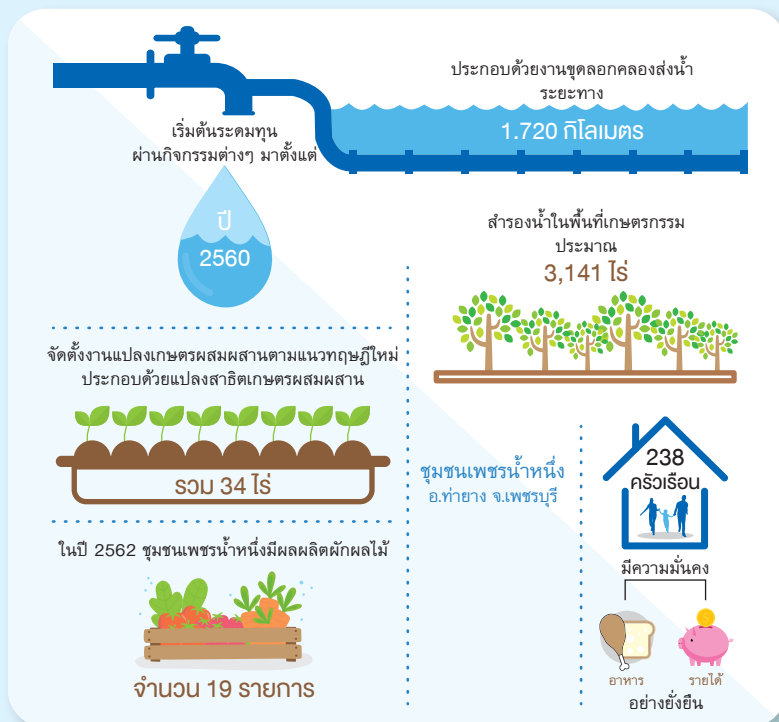 เริ่มต้นระดมทุน
ผ่านกิจกรรมต่างๆ มาตั้งแต่
ปี
2560
ประกอบด้วยงานขุดลอกคลองส่งน้ำ
ระยะทาง
1.720 กิโลเมตร
สำรองน้ำในพื้นที่เกษตรกรรม
ประมาณ
3,141 ไร่
จัดตั้งงานแปลงเกษตรผสมผสานตามแนวทฤษฎีใหม่
ประกอบด้วยแปลงสาธิตเกษตรผสมผสาน
รวม 34 ไร่
ในปี 2562 ชุมชนเพชรน้ำหนึ่งมีผลผลิตผักผลไม้
จำนวน 19 รายการ
ชุมชนเพชรน้ำหนึ่ง
อ.ท่ายาง จ.เพชรบุรี
238
ครัวเรือน
มีความมั่นคง
อาหาร
รายได้
อย่างยั่งยืน